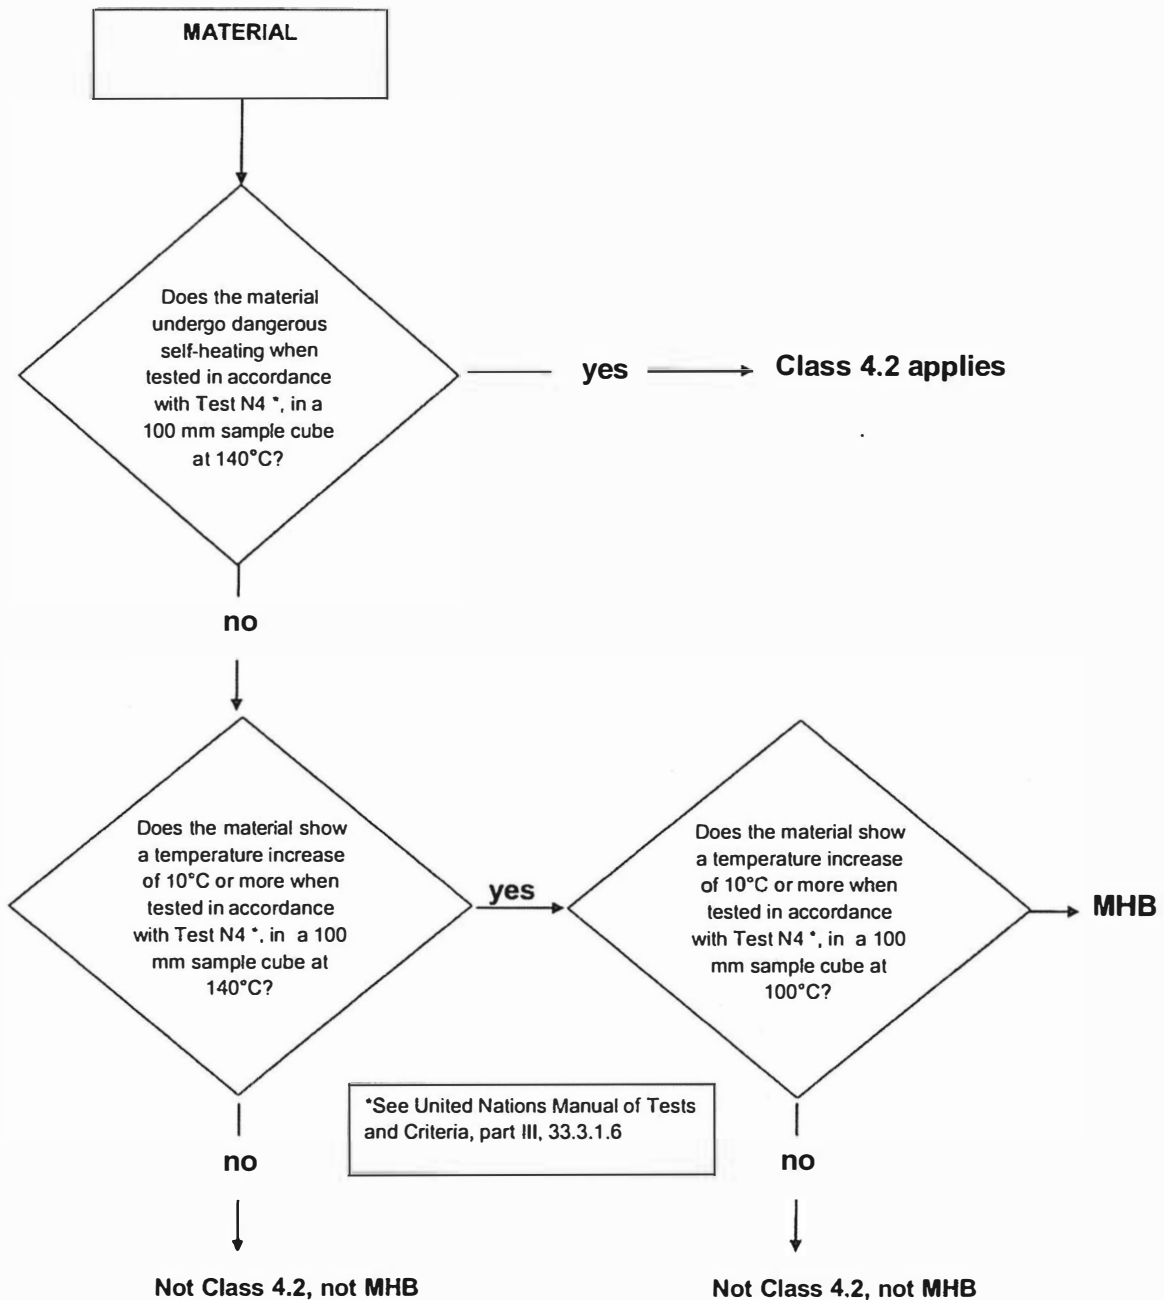 MATERIAL
Does the material
undergo dangerous
self-heating when
tested in accordance
with Test N4 *, in a
100 mm sample cube
at 140°C?
yes
Class 4.2 applies
no
Does the material show
a temperature increase
of 10°C or more when
tested in accordance
with Test N4 *, in a 100
mm sample cube at
140°C?
yes
Does the material show
a temperature increase
of 10°C or more when
tested in accordance
with Test N4 *, in a 100
mm sample cube at
100°C?
MHB
*See United Nations Manual of Tests
and Criteria, part III, 33.3.1.6
no
no
Not Class 4.2, not MHB
Not Class 4.2, not MHB